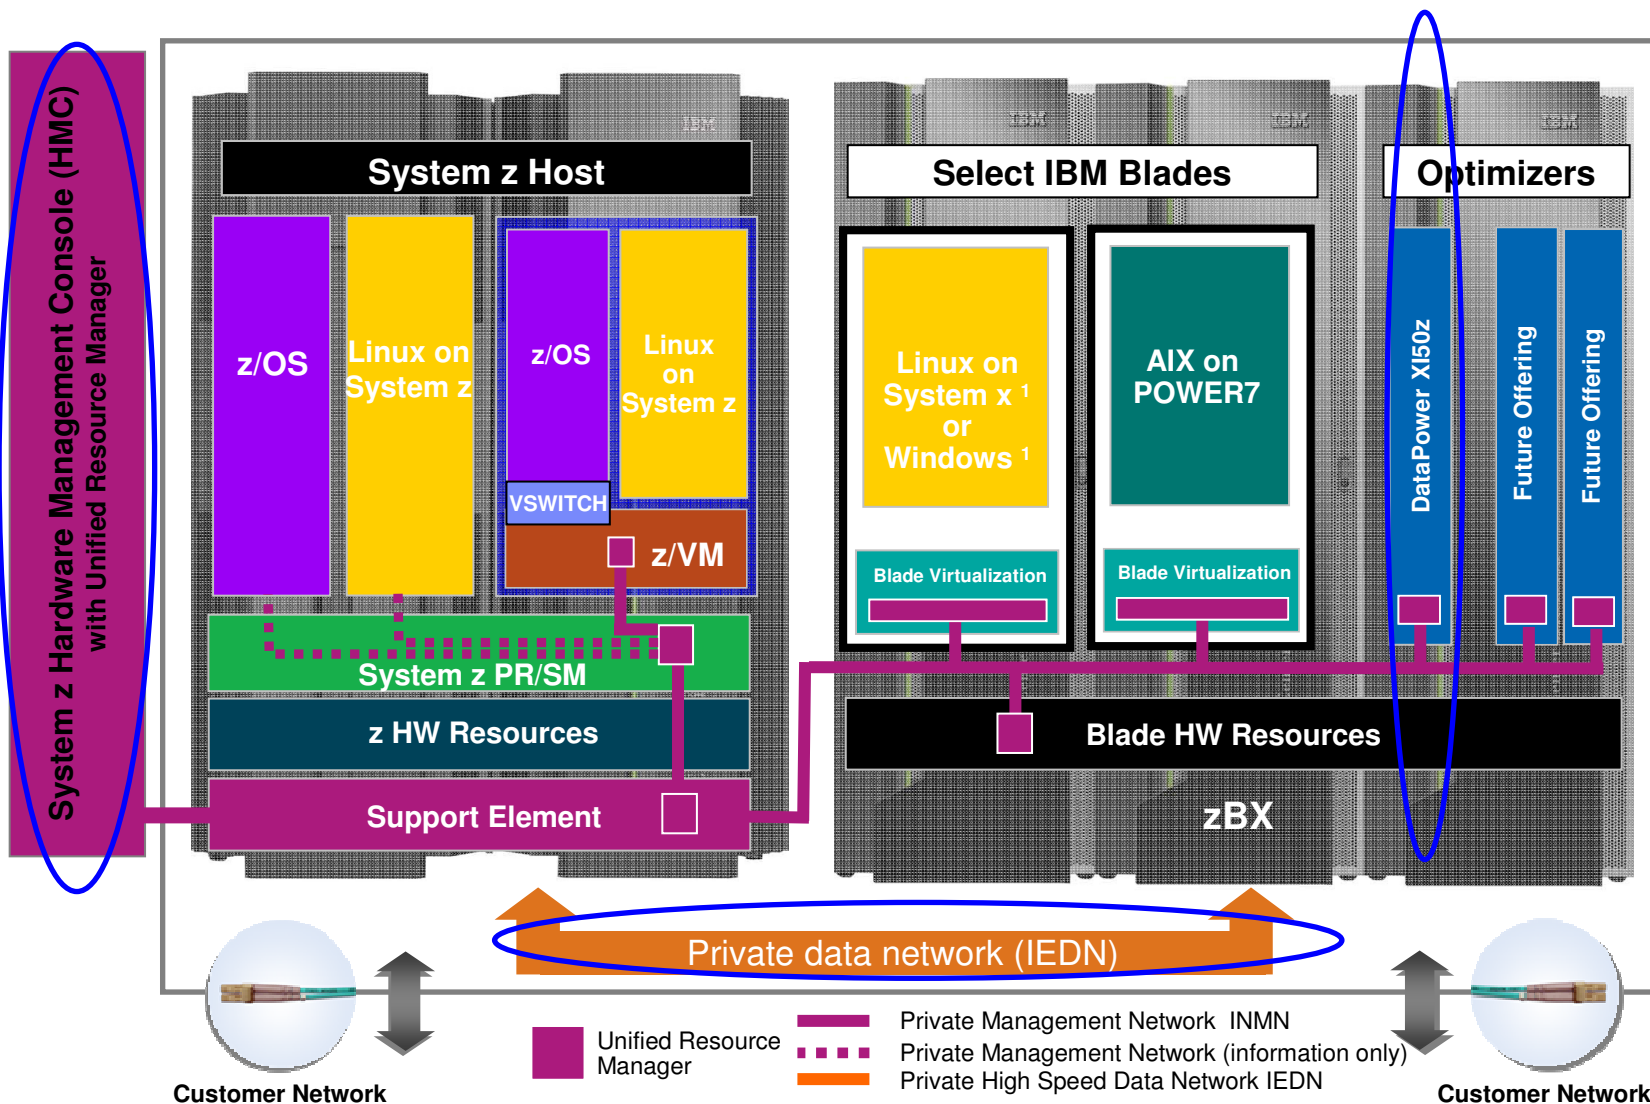 System z Hardware Management Console (HMC)
with Unified Resource Manager
IBM
IBM
IBM
IBM
System z Host
Select IBM Blades
Optimizers
z/OS
Linux on
System z
z/OS
Linux
on
System z
VSWITCH
z/VM
Linux on
System x ¹
or
Windows ¹
AIX on
POWER7
Blade Virtualization
Blade Virtualization
DataPower XI50z
Future Offering
Future Offering
System z PR/SM
z HW Resources
Support Element
Blade HW Resources
zBX
Private data network (IEDN)
Customer Network
Unified Resource
Manager
Private Management Network INMN
Private Management Network (information only)
Private High Speed Data Network IEDN
Customer Network